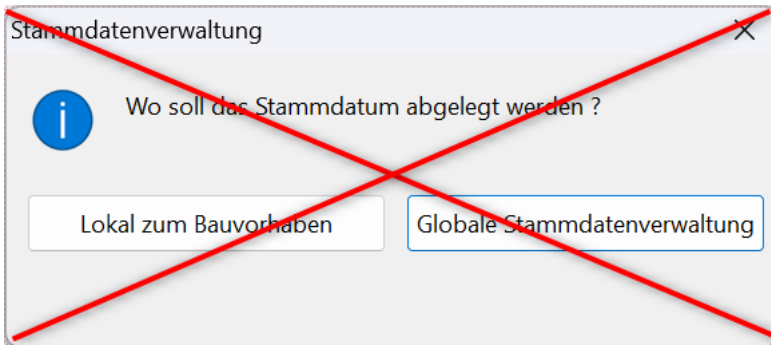 Stammdatenverwaltung
Wo soll das Stammdatum abgelegt werden ?
Lokal zum Bauvorhaben
Globale Stammdatenverwaltung